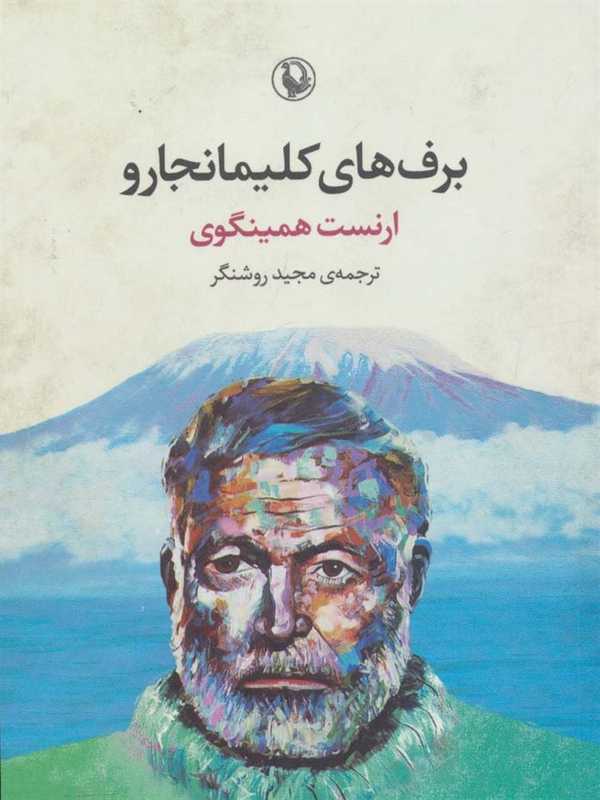 برف‌های کلیمانجارو
ارنست همینگوی
ترجمه‌ی مجید روشنگر